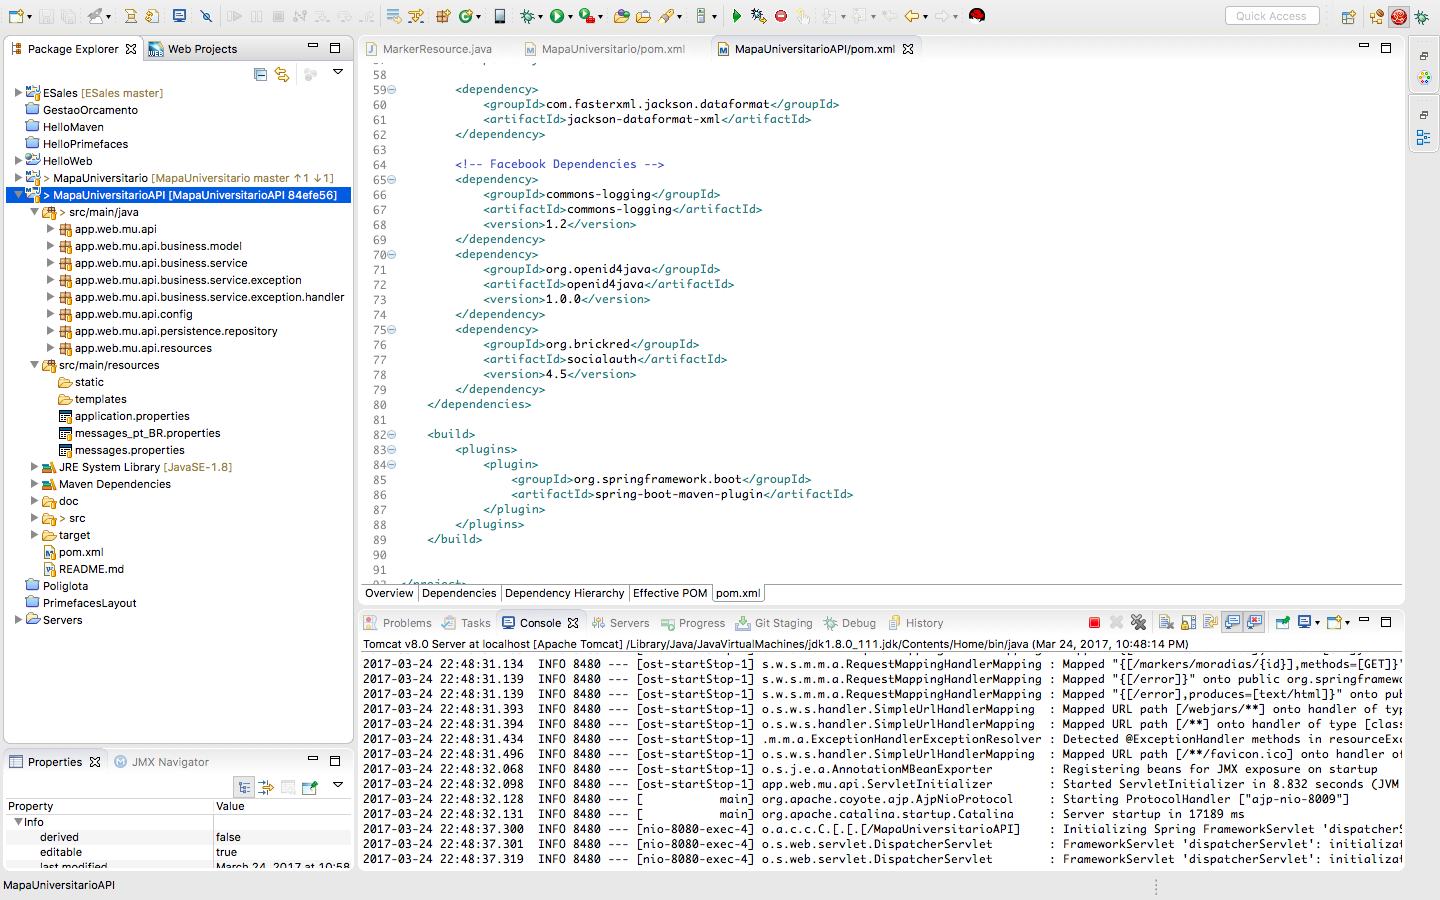 Quick Access
Package Explorer
Web Projects
ESales [ESales master]
GestaoOrcamento
HelloMaven
HelloPrimefaces
HelloWeb
> MapaUniversitario [MapaUniversitario master ↑1 ↓1]
> MapaUniversitarioAPI [MapaUniversitarioAPI 84efe56]
> src/main/java
app.web.mu.api
app.web.mu.api.business.model
app.web.mu.api.business.service
app.web.mu.api.business.service.exception
app.web.mu.api.business.service.exception.handler
app.web.mu.api.config
app.web.mu.api.persistence.repository
app.web.mu.api.resources
src/main/resources
static
templates
application.properties
messages_pt_BR.properties
messages.properties
JRE System Library [JavaSE-1.8]
Maven Dependencies
doc
> src
target
pom.xml
README.md
Poliglota
PrimefacesLayout
Servers
Properties
JMX Navigator
Property Value
Info
derived false
editable true
last modified March 24, 2017 at 10:58
MapaUniversitarioAPI
MarkerResource.java
MapaUniversitario/pom.xml
MapaUniversitarioAPI/pom.xml
58
59 <dependency>
60 <groupId>com.fasterxml.jackson.dataformat</groupId>
61 <artifactId>jackson-dataformat-xml</artifactId>
62 </dependency>
63
64 <!-- Facebook Dependencies -->
65 <dependency>
66 <groupId>commons-logging</groupId>
67 <artifactId>commons-logging</artifactId>
68 <version>1.2</version>
69 </dependency>
70 <dependency>
71 <groupId>org.openid4java</groupId>
72 <artifactId>openid4java</artifactId>
73 <version>1.0.0</version>
74 </dependency>
75 <dependency>
76 <groupId>org.brickred</groupId>
77 <artifactId>socialauth</artifactId>
78 <version>4.5</version>
79 </dependency>
80 </dependencies>
81
82 <build>
83 <plugins>
84 <plugin>
85 <groupId>org.springframework.boot</groupId>
86 <artifactId>spring-boot-maven-plugin</artifactId>
87 </plugin>
88 </plugins>
89 </build>
90
91
Overview Dependencies Dependency Hierarchy Effective POM pom.xml
Problems Tasks Console Servers Progress Git Staging Debug History
Tomcat v8.0 Server at localhost [Apache Tomcat] /Library/Java/JavaVirtualMachines/jdk1.8.0_111.jdk/Contents/Home/bin/java (Mar 24, 2017, 10:48:14 PM)
2017-03-24 22:48:31.134 INFO 8480 --- [ost-startStop-1] s.w.s.m.m.a.RequestMappingHandlerMapping : Mapped "{[/markers/moradias/{id}],methods=[GET]}"
2017-03-24 22:48:31.139 INFO 8480 --- [ost-startStop-1] s.w.s.m.m.a.RequestMappingHandlerMapping : Mapped "{[/error]}" onto public org.springframewo
2017-03-24 22:48:31.139 INFO 8480 --- [ost-startStop-1] s.w.s.m.m.a.RequestMappingHandlerMapping : Mapped "{[/error],produces=[text/html]}" onto pub
2017-03-24 22:48:31.393 INFO 8480 --- [ost-startStop-1] o.s.w.s.handler.SimpleUrlHandlerMapping : Mapped URL path [/webjars/**] onto handler of typ
2017-03-24 22:48:31.394 INFO 8480 --- [ost-startStop-1] o.s.w.s.handler.SimpleUrlHandlerMapping : Mapped URL path [/**] onto handler of type [clas
2017-03-24 22:48:31.434 INFO 8480 --- [ost-startStop-1] .m.m.a.ExceptionHandlerExceptionResolver : Detected @ExceptionHandler methods in resourceExc
2017-03-24 22:48:31.496 INFO 8480 --- [ost-startStop-1] o.s.w.s.handler.SimpleUrlHandlerMapping : Mapped URL path [/**/favicon.ico] onto handler of
2017-03-24 22:48:32.068 INFO 8480 --- [ost-startStop-1] o.s.j.e.a.AnnotationMBeanExporter : Registering beans for JMX exposure on startup
2017-03-24 22:48:32.098 INFO 8480 --- [ost-startStop-1] app.web.mu.api.ServletInitializer : Started ServletInitializer in 8.832 seconds (JVM
2017-03-24 22:48:32.128 INFO 8480 --- [ main] org.apache.coyote.ajp.AjpNioProtocol : Starting ProtocolHandler ["ajp-nio-8009"]
2017-03-24 22:48:32.131 INFO 8480 --- [ main] org.apache.catalina.startup.Catalina : Server startup in 17189 ms
2017-03-24 22:48:37.300 INFO 8480 --- [nio-8080-exec-4] o.a.c.c.C.[.[.[/MapaUniversitarioAPI] : Initializing Spring FrameworkServlet 'dispatcherS
2017-03-24 22:48:37.301 INFO 8480 --- [nio-8080-exec-4] o.s.web.servlet.DispatcherServlet : FrameworkServlet 'dispatcherServlet': initializat
2017-03-24 22:48:37.319 INFO 8480 --- [nio-8080-exec-4] o.s.web.servlet.DispatcherServlet : FrameworkServlet 'dispatcherServlet': initializat